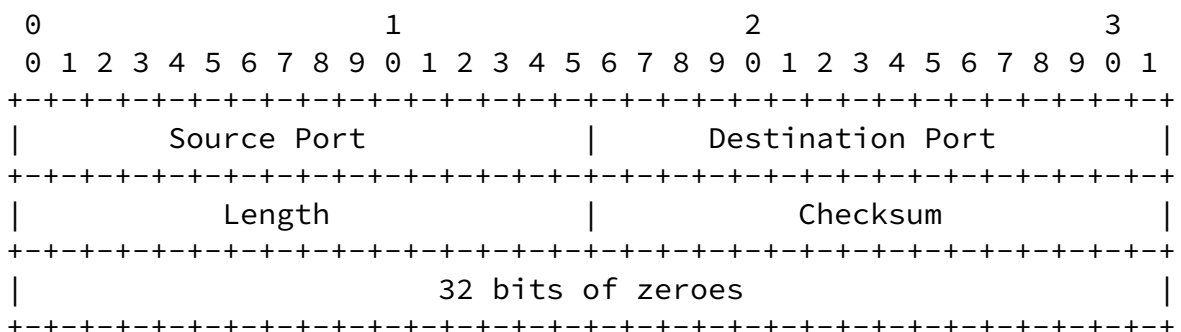 0                   1                   2                   3
 0 1 2 3 4 5 6 7 8 9 0 1 2 3 4 5 6 7 8 9 0 1 2 3 4 5 6 7 8 9 0 1
+-+-+-+-+-+-+-+-+-+-+-+-+-+-+-+-+-+-+-+-+-+-+-+-+-+-+-+-+-+-+-+-+
|        Source Port            |      Destination Port         |
+-+-+-+-+-+-+-+-+-+-+-+-+-+-+-+-+-+-+-+-+-+-+-+-+-+-+-+-+-+-+-+-+
|           Length              |           Checksum            |
+-+-+-+-+-+-+-+-+-+-+-+-+-+-+-+-+-+-+-+-+-+-+-+-+-+-+-+-+-+-+-+-+
|                       32 bits of zeroes                       |
+-+-+-+-+-+-+-+-+-+-+-+-+-+-+-+-+-+-+-+-+-+-+-+-+-+-+-+-+-+-+-+-+